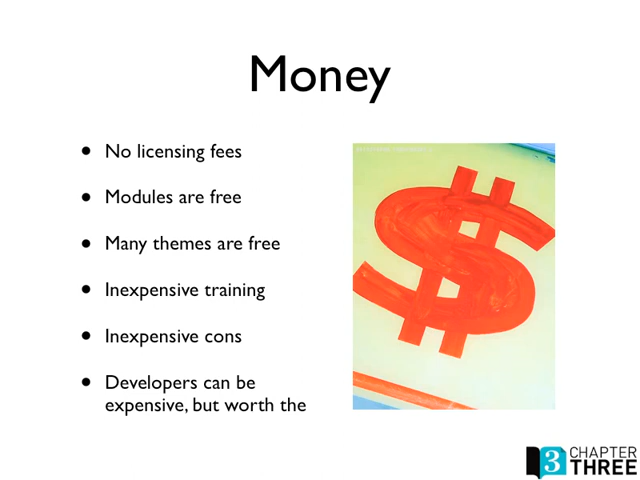 Money
• No licensing fees
• Modules are free
• Many themes are free
• Inexpensive training
• Inexpensive cons
• Developers can be
expensive, but worth the
3 CHAPTER
THREE